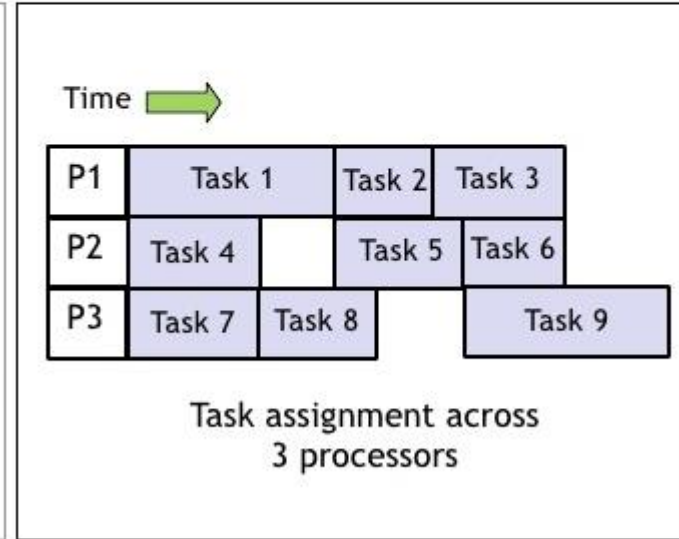 Time
P1 Task 1 Task 2 Task 3
P2 Task 4 Task 5 Task 6
P3 Task 7 Task 8 Task 9
Task assignment across
3 processors